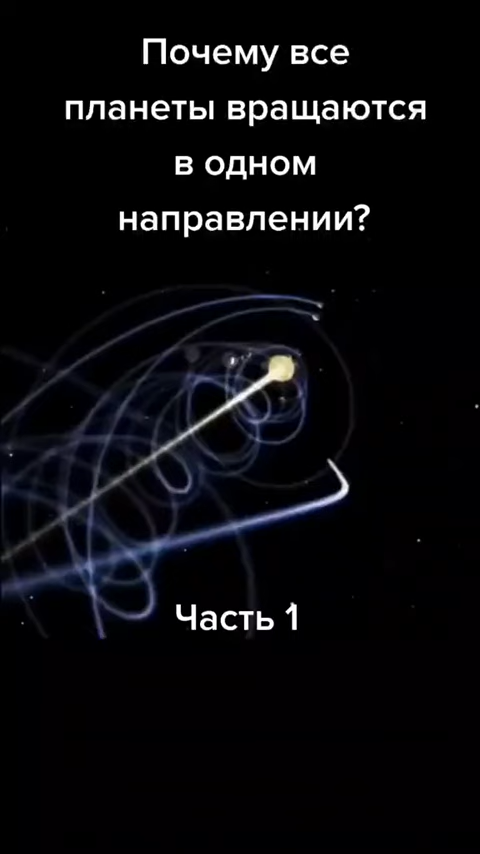 Почему все
планеты вращаются
в одном
направлении?
Часть 1